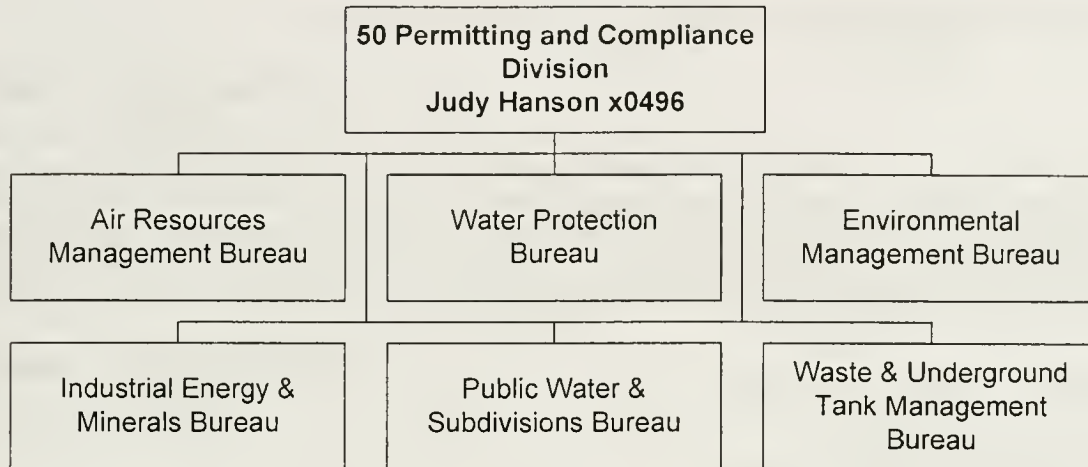 50 Permitting and Compliance
Division
Judy Hanson x0496
Air Resources
Management Bureau
Water Protection
Bureau
Environmental
Management Bureau
Industrial Energy &
Minerals Bureau
Public Water &
Subdivisions Bureau
Waste & Underground
Tank Management
Bureau